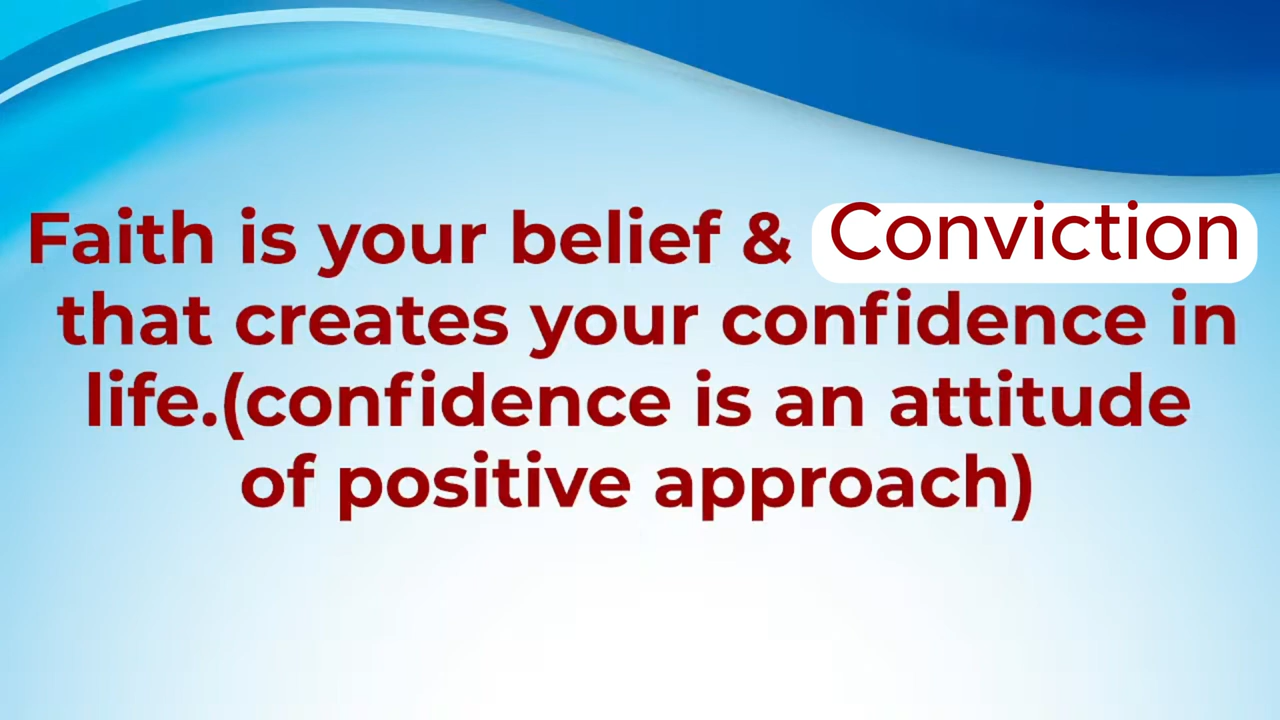 Faith is your belief & Conviction
that creates your confidence in
life.(confidence is an attitude
of positive approach)